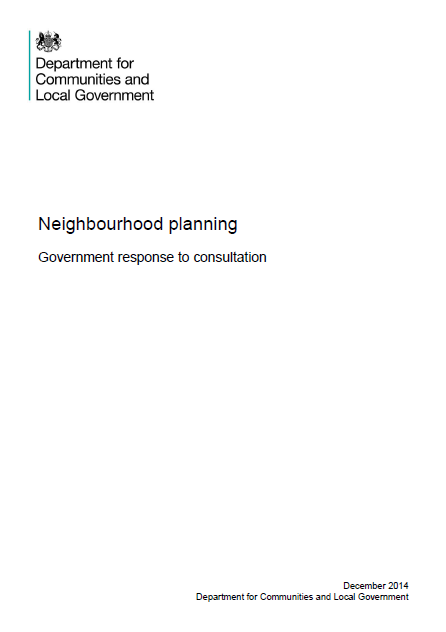 Department for
Communities and
Local Government
Neighbourhood planning
Government response to consultation
December 2014
Department for Communities and Local Government